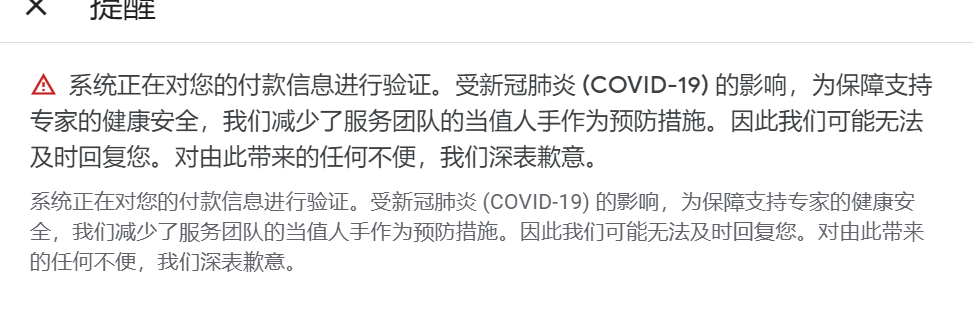 提醒
系统正在对您的付款信息进行验证。受新冠肺炎 (COVID-19) 的影响，为保障支持
专家的健康安全，我们减少了服务团队的当值人手作为预防措施。因此我们可能无法
及时回复您。对由此带来的任何不便，我们深表歉意。
系统正在对您的付款信息进行验证。受新冠肺炎 (COVID-19) 的影响，为保障支持专家的健康安
全，我们减少了服务团队的当值人手作为预防措施。因此我们可能无法及时回复您。对由此带来
的任何不便，我们深表歉意。